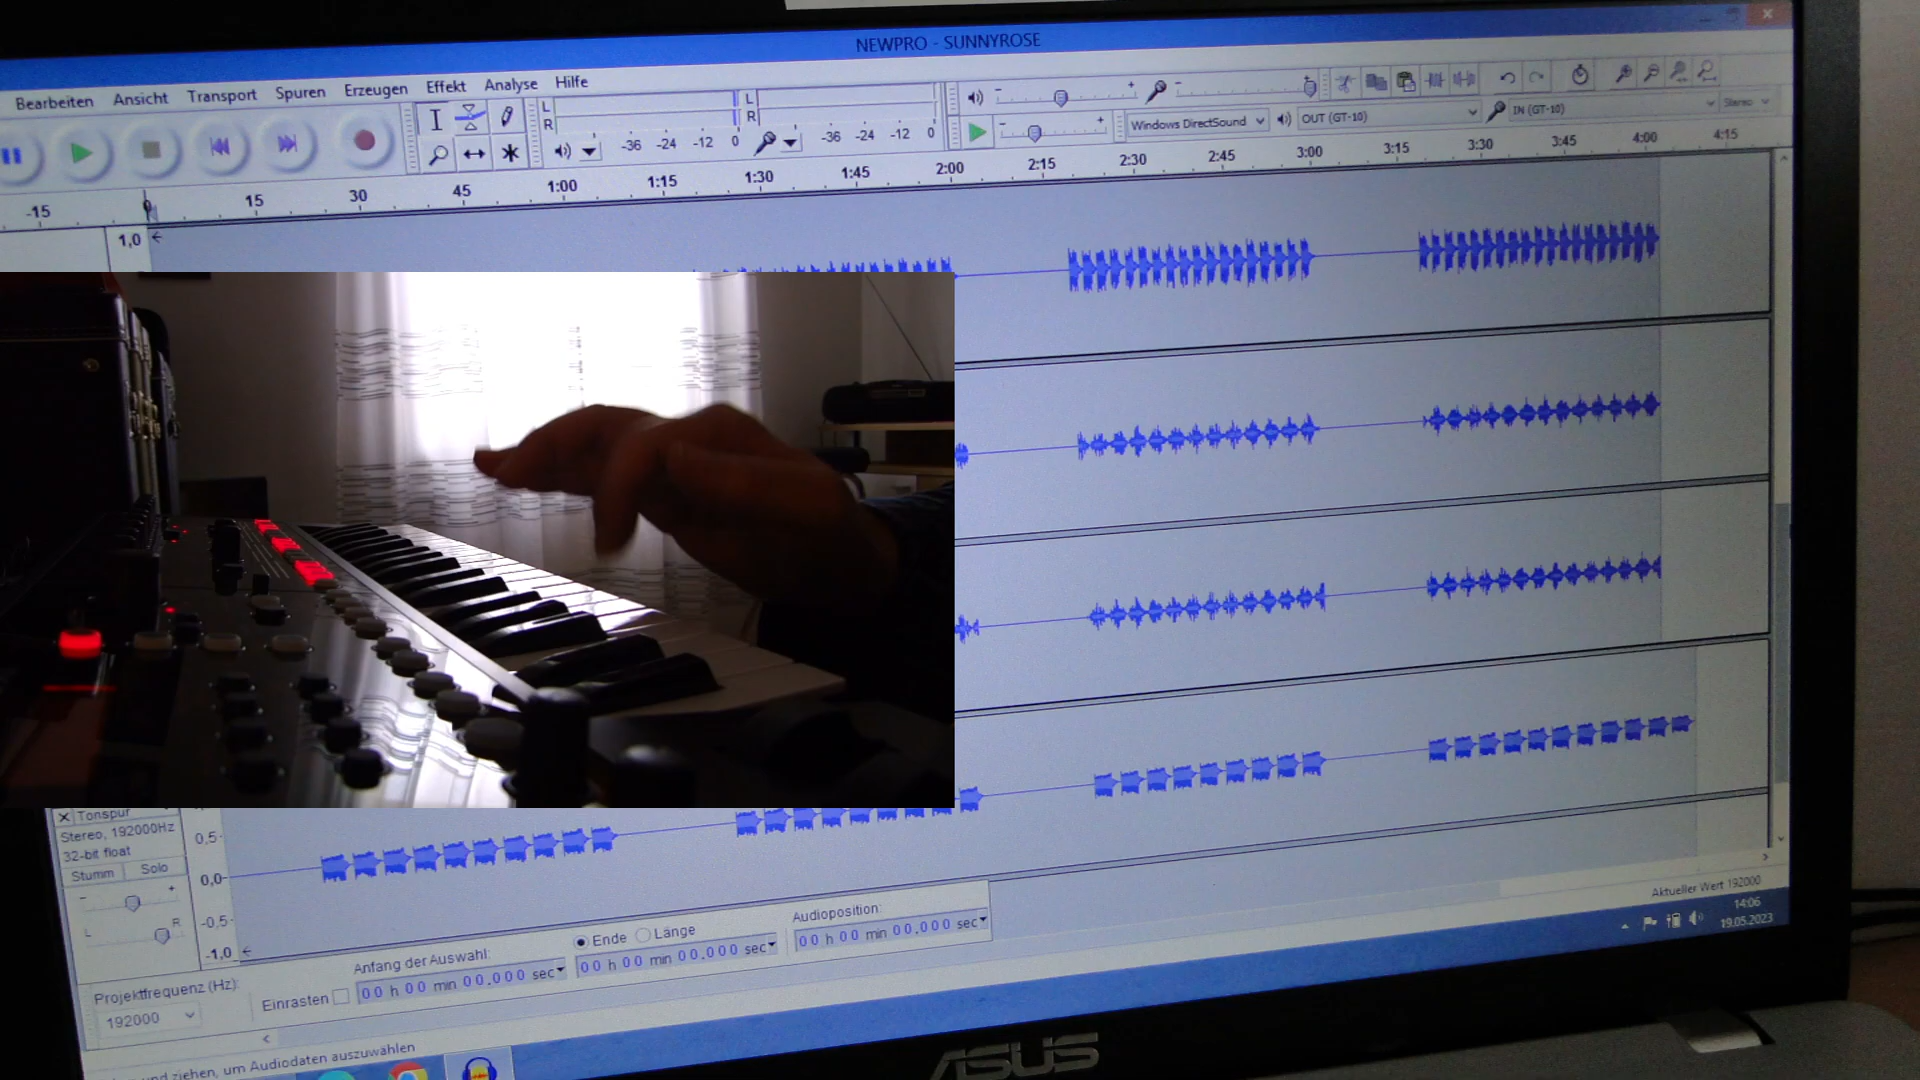 NEWPRO - SUNNYROSE
Bearbeiten Ansicht Transport Spuren Erzeugen Effekt Analyse Hilfe
L
R
-36 -24 -12 0
L
R
-36 -24 -12 0
Windows DirectSound OUT (GT-10) IN (GT-10) Stereo
-15 0 15 30 45 1:00 1:15 1:30 1:45 2:00 2:15 2:30 2:45 3:00 3:15 3:30 3:45 4:00 4:15
1,0
Tonspur
Stereo, 192000Hz
32-bit float
Stumm Solo
L R
0,5
0,0
-0,5
-1,0
Projektfrequenz (Hz):
192000
Einrasten
Anfang der Auswahl:
00 h 00 min 00.000 sec
Ende Länge
00 h 00 min 00.000 sec
Audioposition:
00 h 00 min 00.000 sec
Aktueller Wert 192000
und ziehen, um Audiodaten auszuwählen
14:06
19.05.2023
ASUS